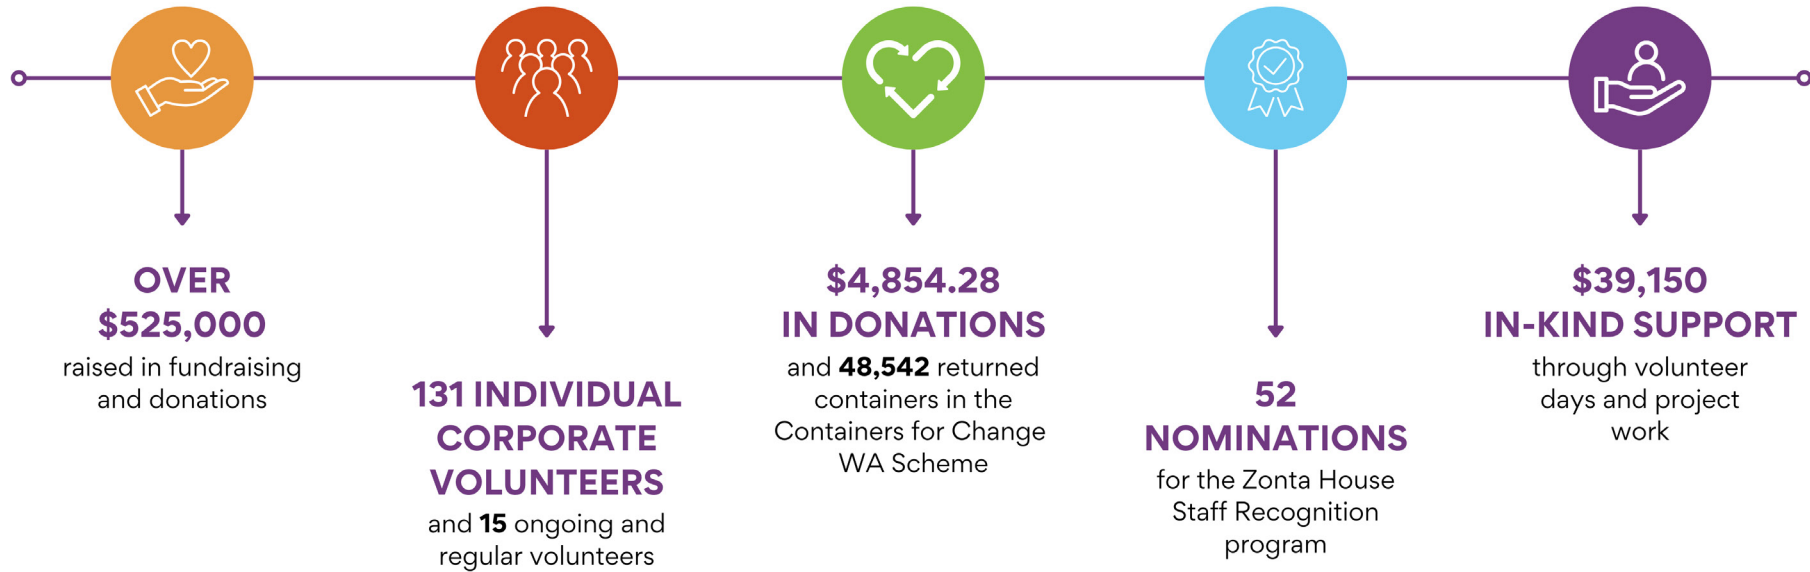 OVER
$525,000
raised in fundraising
and donations
131 INDIVIDUAL
CORPORATE
VOLUNTEERS
and 15 ongoing and
regular volunteers
$4,854.28
IN DONATIONS
and 48,542 returned
containers in the
Containers for Change
WA Scheme
52
NOMINATIONS
for the Zonta House
Staff Recognition
program
$39,150
IN-KIND SUPPORT
through volunteer
days and project
work